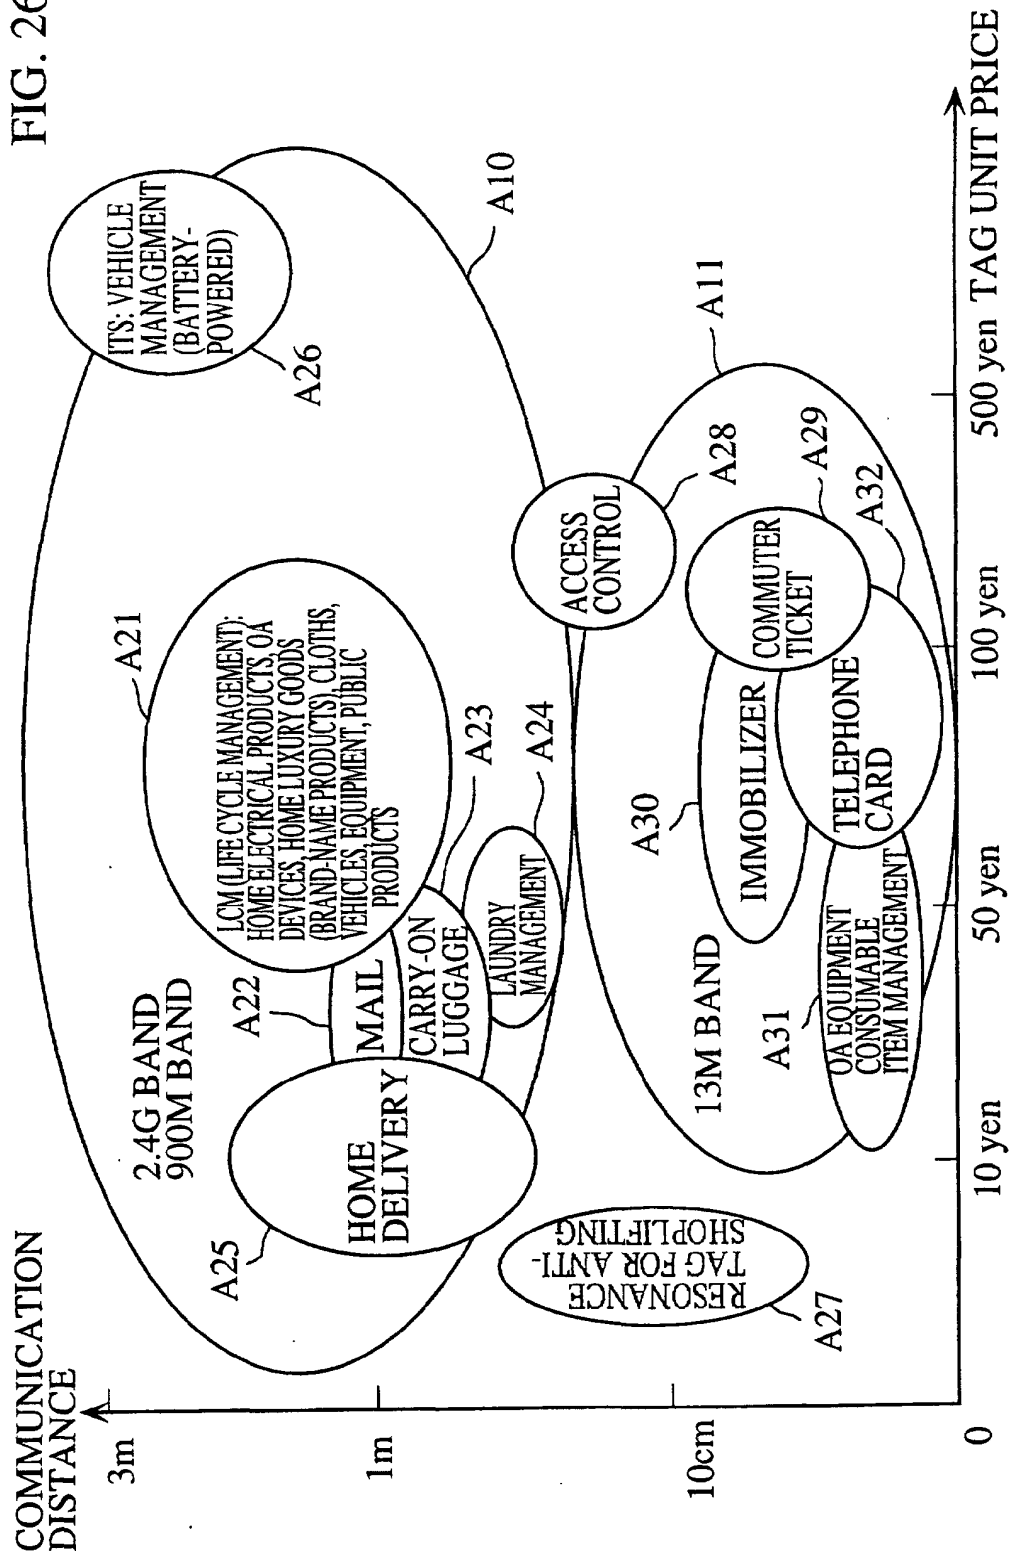 FIG. 26
COMMUNICATION
DISTANCE
3m
1m
10cm
0
10 yen
50 yen
100 yen
500 yen
TAG UNIT PRICE
2.4G BAND
900M BAND
A10
A21
LCM (LIFE CYCLE MANAGEMENT):
HOME ELECTRICAL PRODUCTS, OA
DEVICES, HOME LUXURY GOODS
(BRAND-NAME PRODUCTS), CLOTHS,
VEHICLES, EQUIPMENT, PUBLIC
PRODUCTS
ITS: VEHICLE
MANAGEMENT
(BATTERY-
POWERED)
A26
A22
MAIL
CARRY-ON
LUGGAGE
A23
LAUNDRY
MANAGEMENT
A24
A25
HOME
DELIVERY
RESONANCE
TAG FOR ANTI-
SHOPLIFTING
A27
ACCESS
CONTROL
A28
A11
13M BAND
A30
IMMOBILIZER
COMMUTER
TICKET
A29
TELEPHONE
CARD
A32
A31
OA EQUIPMENT
CONSUMABLE
ITEM MANAGEMENT